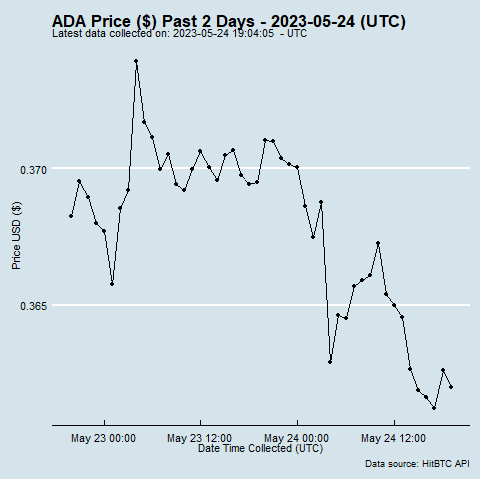 ADA Price ($) Past 2 Days - 2023-05-24 (UTC)
Latest data collected on: 2023-05-24 19:04:05 - UTC
0.370
Price USD ($)
0.365
May 23 00:00 May 23 12:00 May 24 00:00 May 24 12:00
Date Time Collected (UTC)
Data source: HitBTC API